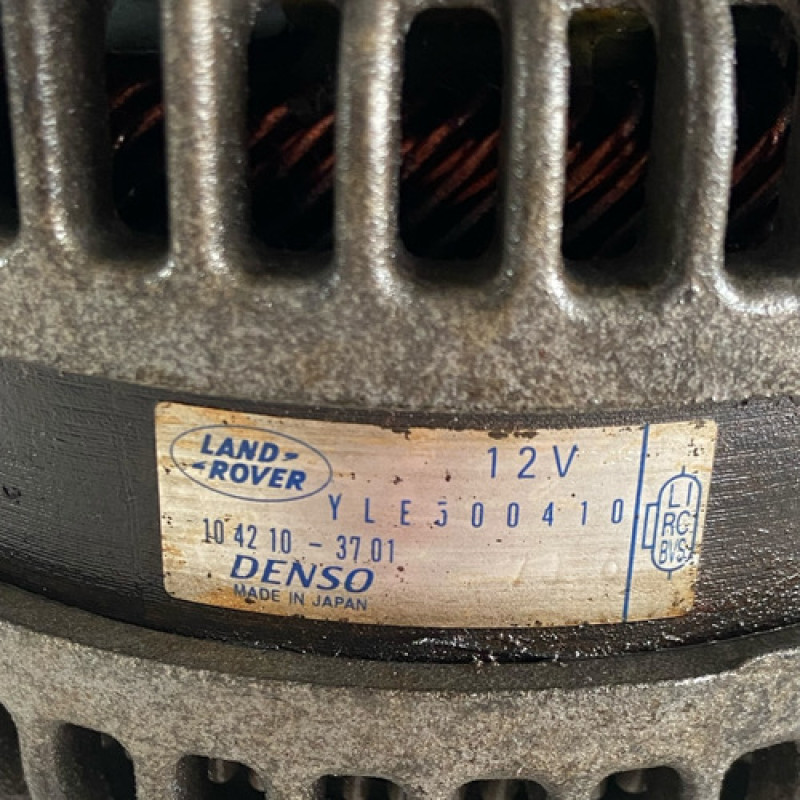 LAND-
-ROVER
12V
YLE500410
104210-3701
DENSO
MADE IN JAPAN
LI
RC
BVS